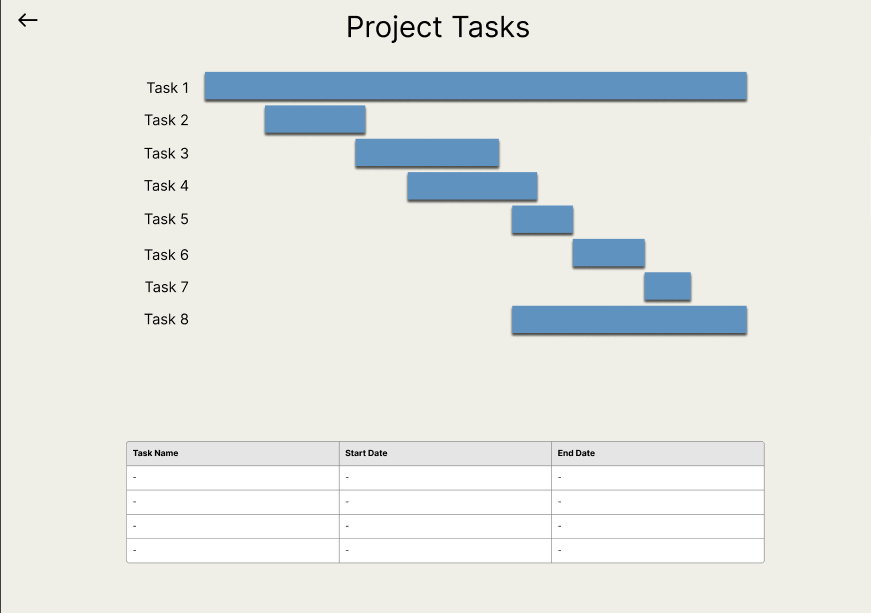 Project Tasks
Task 1
Task 2
Task 3
Task 4
Task 5
Task 6
Task 7
Task 8
Task Name Start Date End Date
- - -
- - -
- - -
- - -